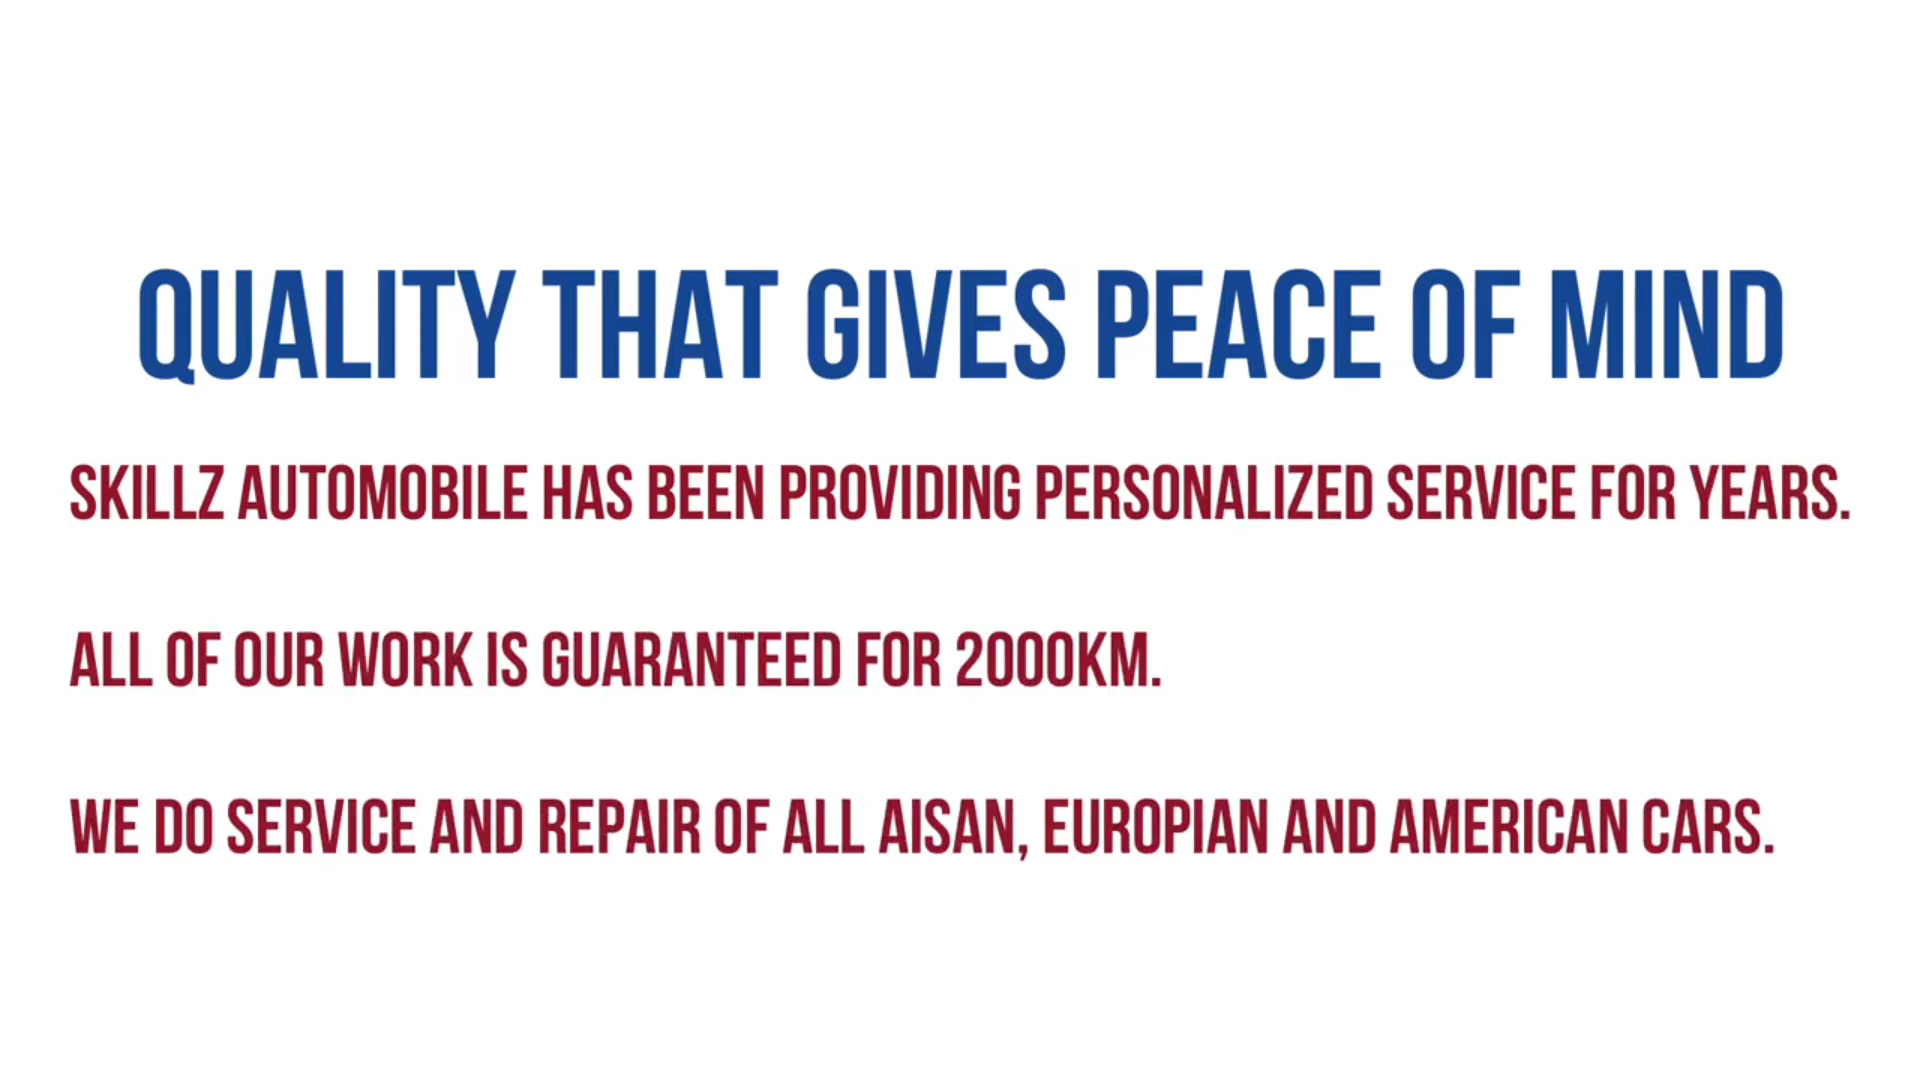 QUALITY THAT GIVES PEACE OF MIND
SKILLZ AUTOMOBILE HAS BEEN PROVIDING PERSONALIZED SERVICE FOR YEARS.
ALL OF OUR WORK IS GUARANTEED FOR 2000KM.
WE DO SERVICE AND REPAIR OF ALL AISAN, EUROPIAN AND AMERICAN CARS.